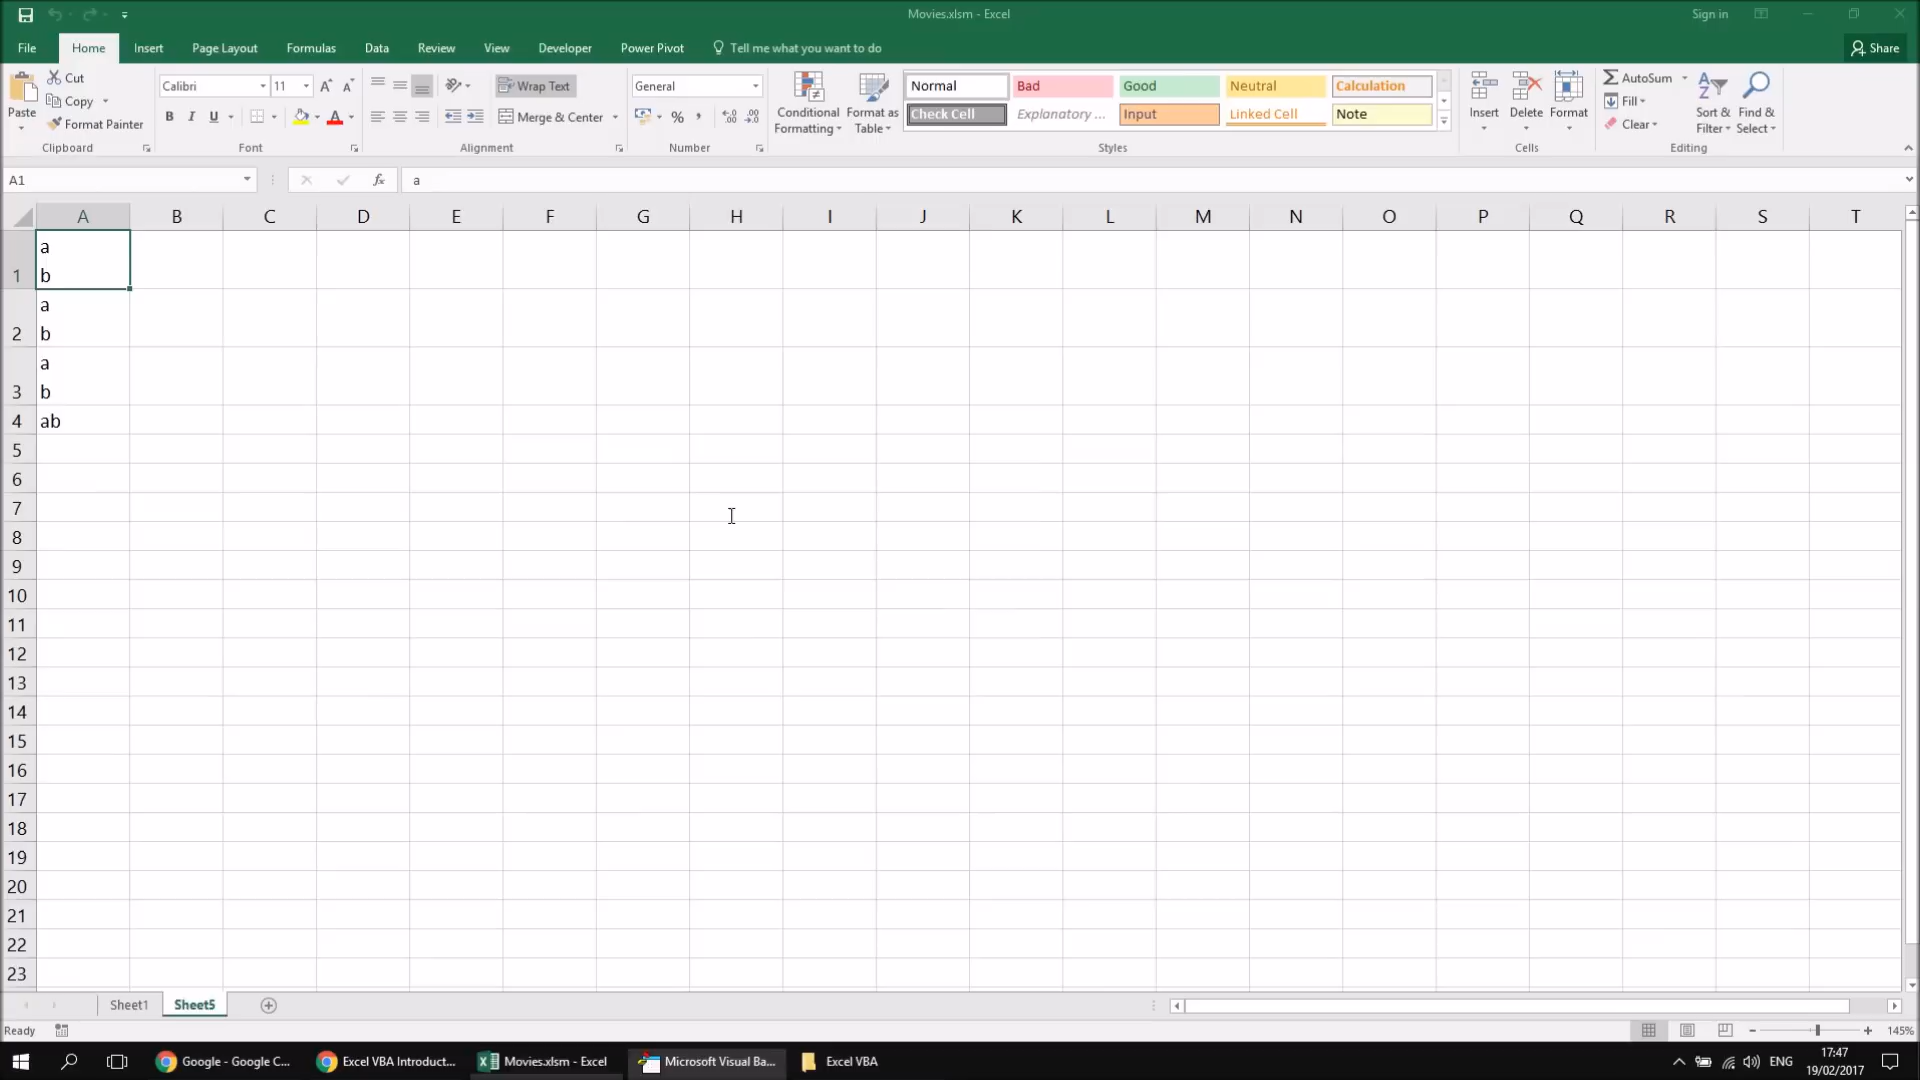 Movies.xlsm - Excel
Sign in
File Home Insert Page Layout Formulas Data Review View Developer Power Pivot Tell me what you want to do Share
Paste
Cut
Copy
Format Painter
Clipboard
Calibri 11
B I U
Font
Wrap Text
Merge & Center
Alignment
General
Number
Conditional Formatting
Format as Table
Normal Bad Good Neutral Calculation
Check Cell Explanatory ... Input Linked Cell Note
Styles
Insert Delete Format
Cells
AutoSum
Fill
Clear
Sort & Filter
Find & Select
Editing
A1 fx a
A B C D E F G H I J K L M N O P Q R S T
a
1 b
a
2 b
a
3 b
4 ab
5
6
7
8
9
10
11
12
13
14
15
16
17
18
19
20
21
22
23
Sheet1 Sheet5
Ready
145%
Google - Google C...
Excel VBA Introduct...
Movies.xlsm - Excel
Microsoft Visual Ba...
Excel VBA
ENG
17:47
19/02/2017